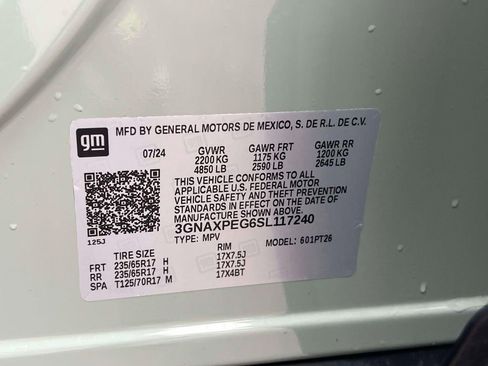 gm
MFD BY GENERAL MOTORS DE MEXICO, S. DE R.L. DE C.V.
07/24 GVWR GAWR FRT GAWR RR
2200 KG 1175 KG 1200 KG
4850 LB 2590 LB 2645 LB
THIS VEHICLE CONFORMS TO ALL
APPLICABLE U.S. FEDERAL MOTOR
VEHICLE SAFETY AND THEFT PREVENTION
STANDARDS IN EFFECT ON THE DATE OF
MANUFACTURE SHOWN ABOVE.
3GNAXPEG6SL117240
125J TYPE: MPV MODEL: 601PT26
TIRE SIZE RIM
FRT 235/65R17 H 17X7.5J
RR 235/65R17 H 17X7.5J
SPA T125/70R17 M 17X4BT